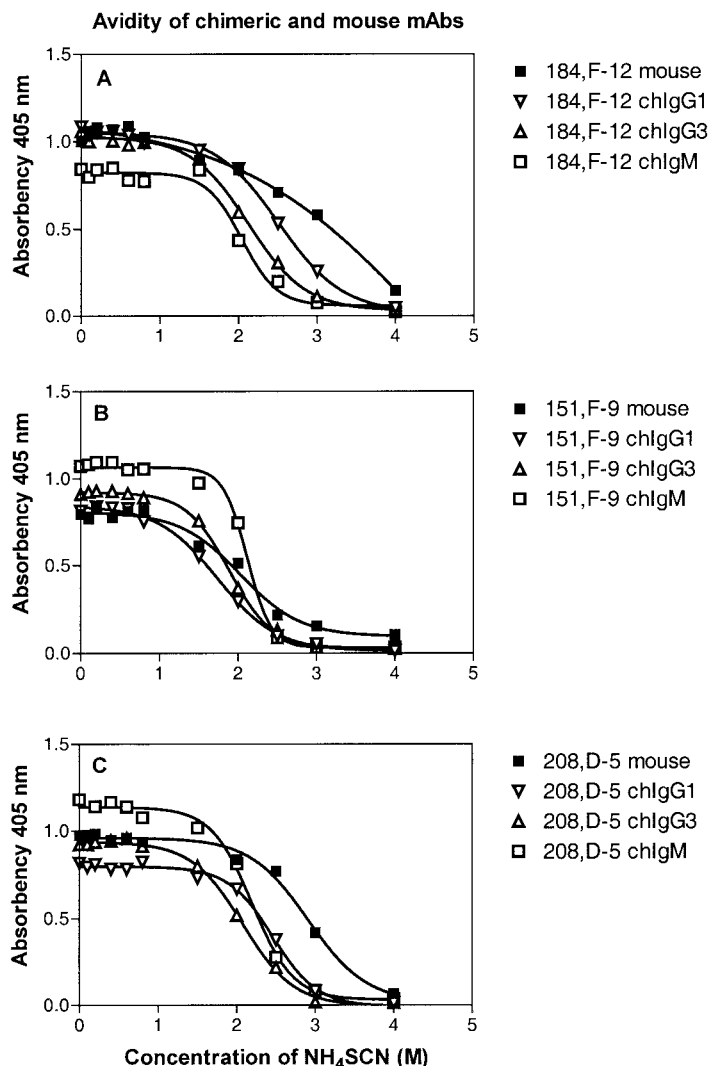 Avidity of chimeric and mouse mAbs
A
Absorbency 405 nm
1.5
1.0
0.5
0.0
0 1 2 3 4 5
184,F-12 mouse
184,F-12 chIgG1
184,F-12 chIgG3
184,F-12 chIgM
B
Absorbency 405 nm
1.5
1.0
0.5
0.0
0 1 2 3 4 5
151,F-9 mouse
151,F-9 chIgG1
151,F-9 chIgG3
151,F-9 chIgM
C
Absorbency 405 nm
1.5
1.0
0.5
0.0
0 1 2 3 4 5
208,D-5 mouse
208,D-5 chIgG1
208,D-5 chIgG3
208,D-5 chIgM
Concentration of NH₄SCN (M)